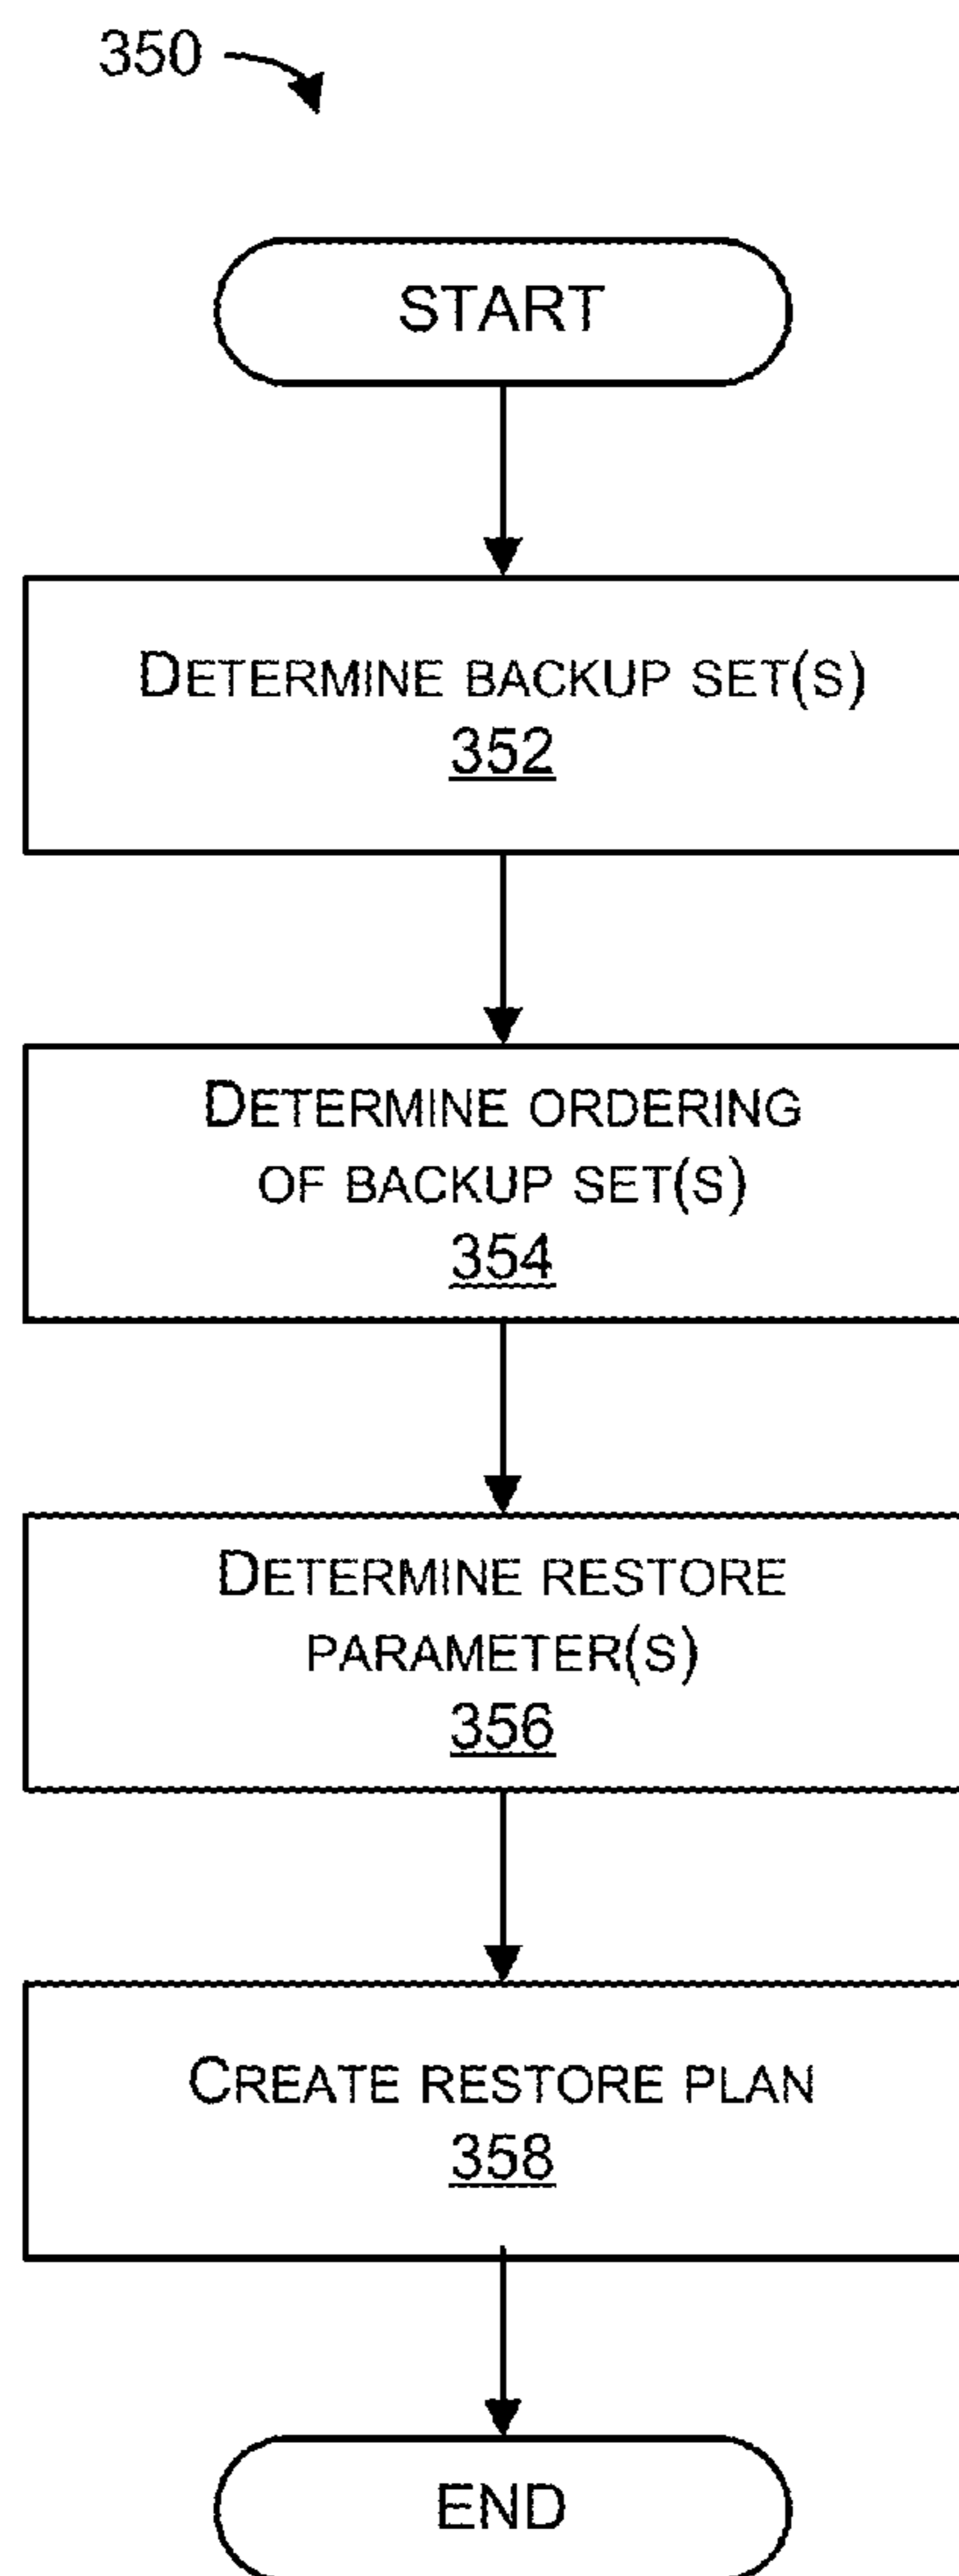 350
START
DETERMINE BACKUP SET(S)
352
DETERMINE ORDERING
OF BACKUP SET(S)
354
DETERMINE RESTORE
PARAMETER(S)
356
CREATE RESTORE PLAN
358
END